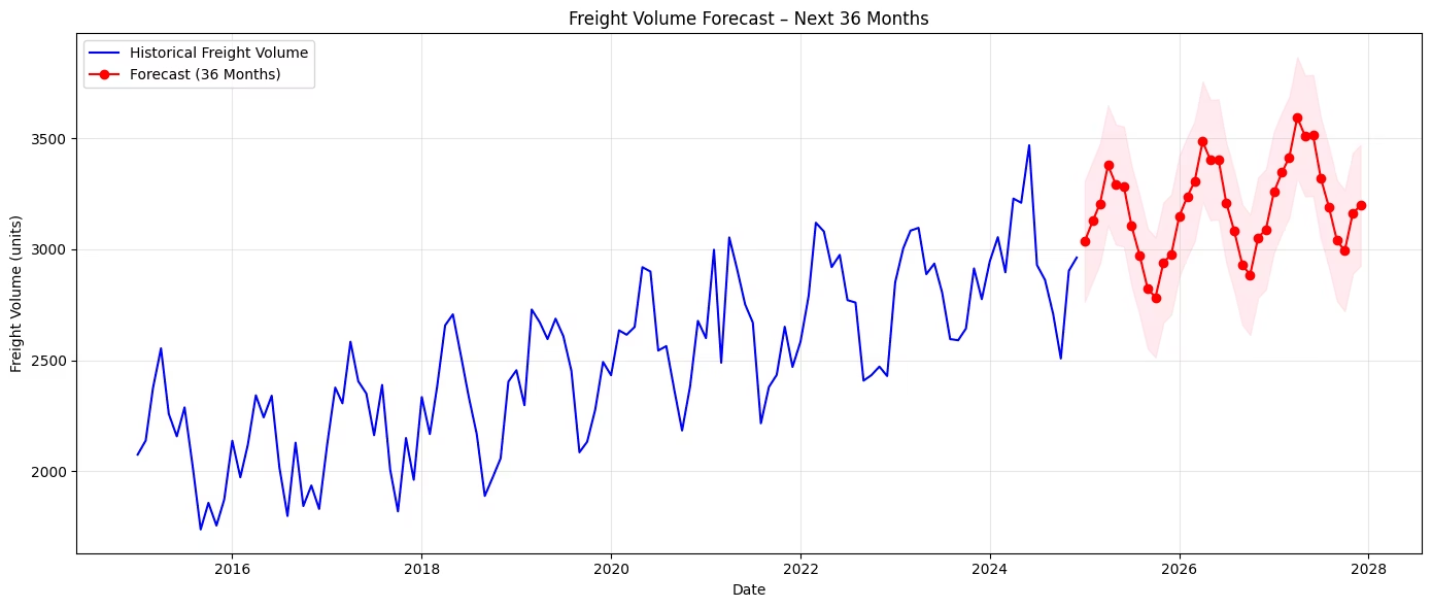 Freight Volume Forecast – Next 36 Months
Historical Freight Volume
Forecast (36 Months)
Freight Volume (units)
3500
3000
2500
2000
2016 2018 2020 2022 2024 2026 2028
Date